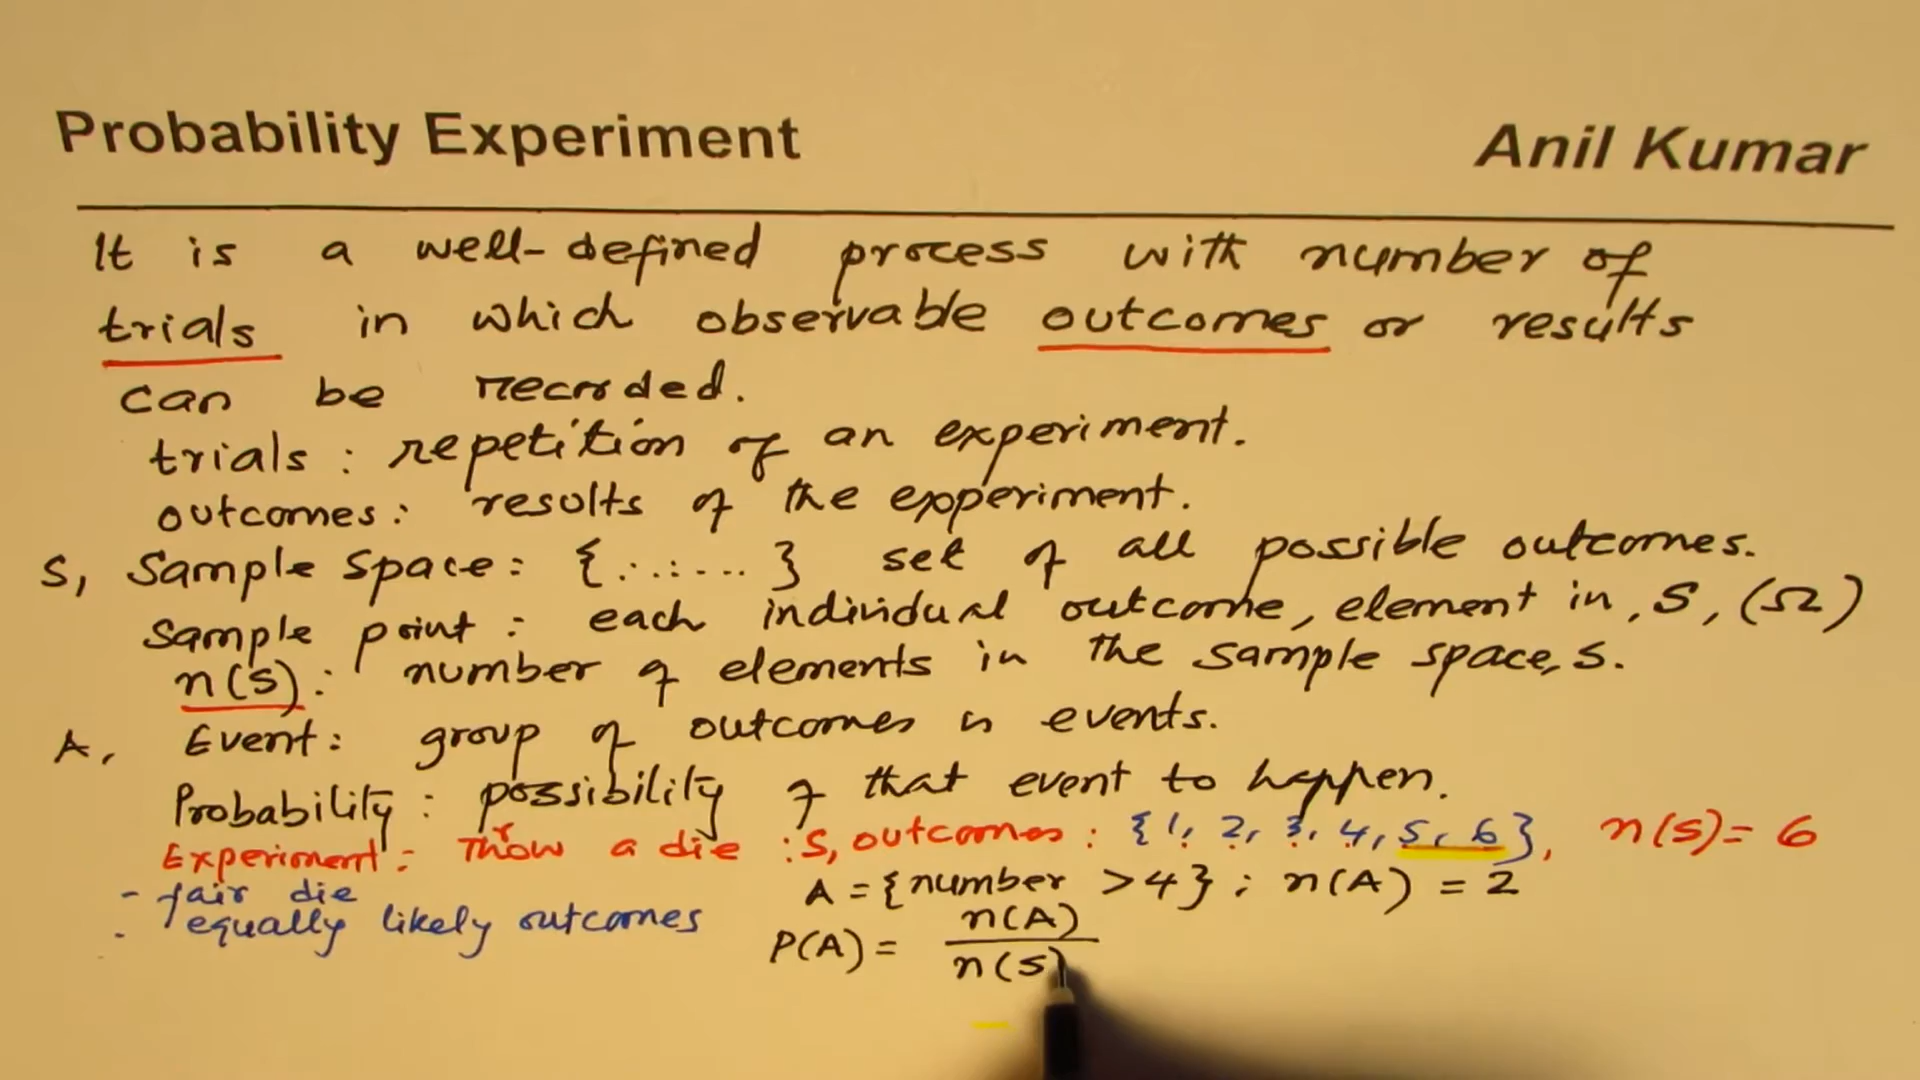 Probability Experiment
Anil Kumar
It is a well-defined process with number of
trials in which observable outcomes or results
can be recorded.
trials : repetition of an experiment.
outcomes : results of the experiment.
S, Sample Space : {......} set of all possible outcomes.
Sample point : each individual outcome, element in, S, (Ω)
n(S) : number of elements in the sample space, S.
A, Event : group of outcomes is events.
Probability : possibility of that event to happen.
Experiment : Throw a die : S, outcomes : {1, 2, 3, 4, 5, 6}, n(S) = 6
- fair die A = {number > 4} ; n(A) = 2
- equally likely outcomes P(A) = n(A)/n(S)